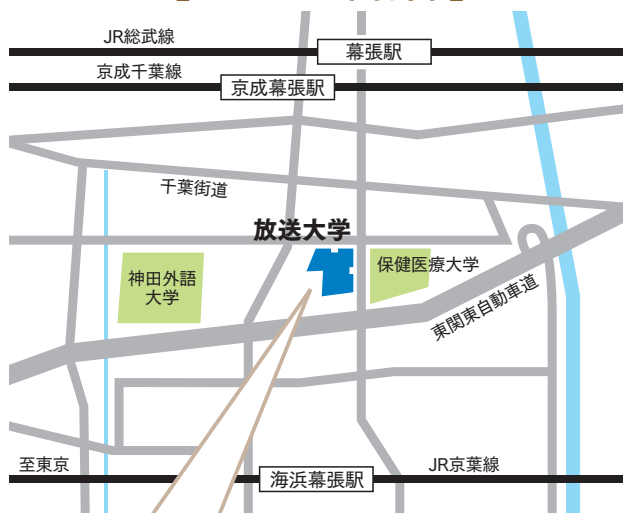 JR総武線
幕張駅
京成千葉線
京成幕張駅
千葉街道
放送大学
神田外語
大学
保健医療大学
東関東自動車道
至東京
海浜幕張駅
JR京葉線